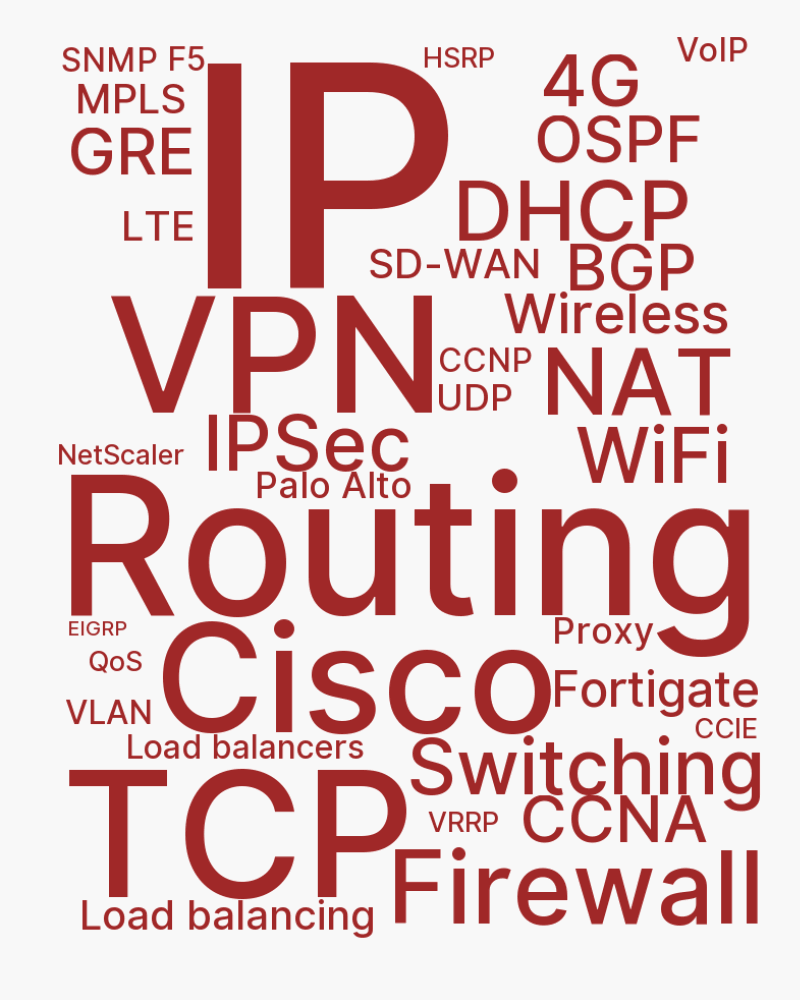 SNMP F5
HSRP
VoIP
MPLS
IP
4G
GRE
OSPF
LTE
DHCP
SD-WAN
BGP
VPN
Wireless
CCNP
NAT
UDP
IPSec
WiFi
NetScaler
Palo Alto
Routing
EIGRP
Proxy
QoS
Cisco
Fortigate
VLAN
CCIE
Load balancers
Switching
TCP
VRRP
CCNA
Firewall
Load balancing